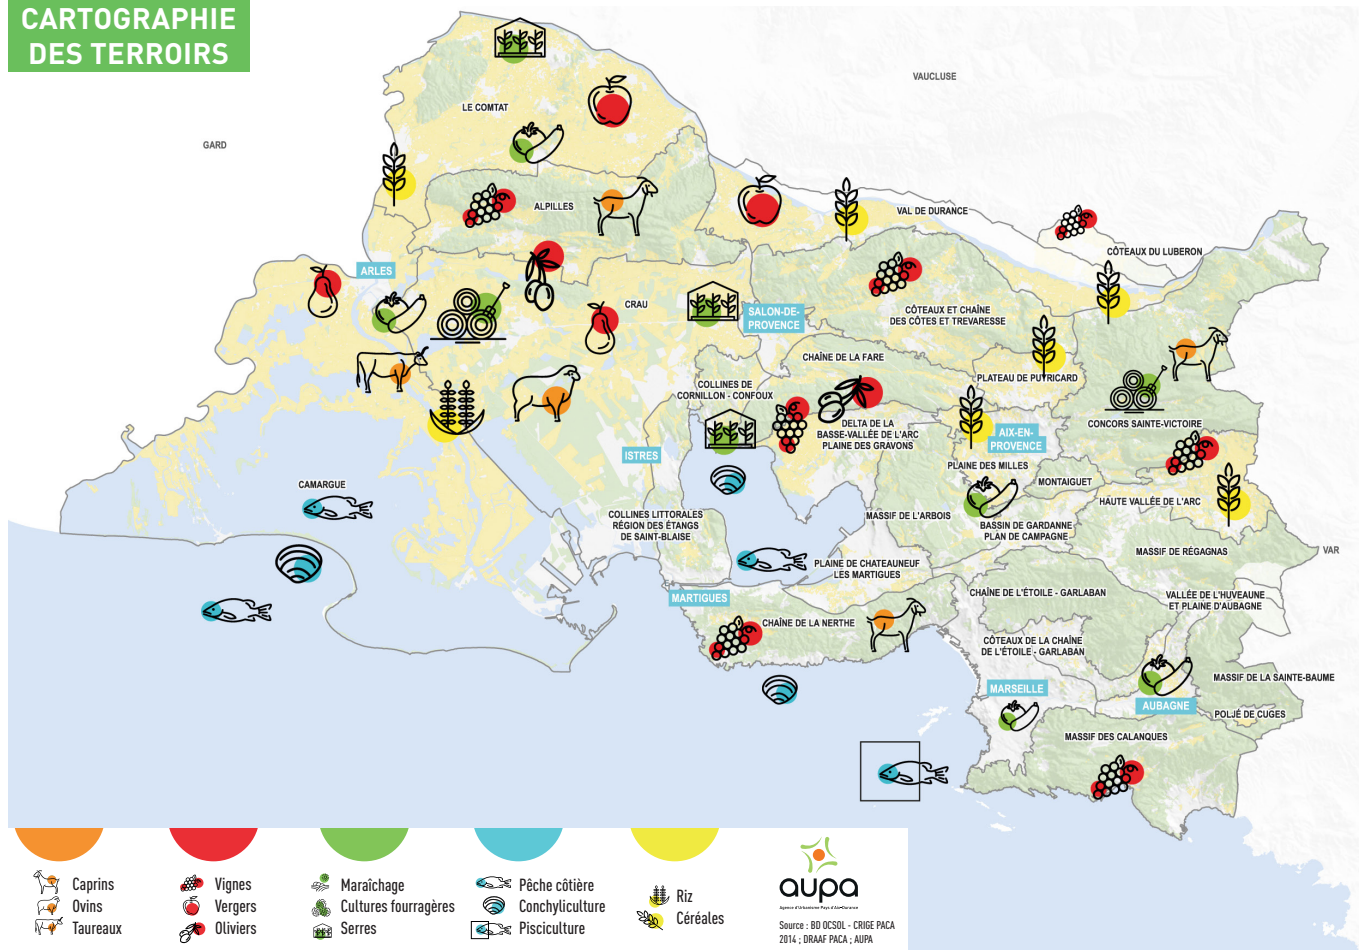 CARTOGRAPHIE
DES TERROIRS
VAUCLUSE
GARD
LE COMTAT
ALPILLES
VAL DE DURANCE
CÔTEAUX DU LUBERON
ARLES
CRAU
SALON-DE-
PROVENCE
CÔTEAUX ET CHAÎNE
DES CÔTES ET TREVARESSE
CHAÎNE DE LA FARE
PLATEAU DE PUYRICARD
COLLINES DE
CORNILLON - CONFOUX
DELTA DE LA
BASSE-VALLÉE DE L'ARC
PLAINE DES GRAVONS
AIX-EN-
PROVENCE
CONCORS SAINTE-VICTOIRE
ISTRES
PLAINE DES MILLES
MONTAIGUET
CAMARGUE
HAUTE VALLÉE DE L'ARC
COLLINES LITTORALES
RÉGION DES ÉTANGS
DE SAINT-BLAISE
MASSIF DE L'ARBOIS
BASSIN DE GARDANNE
PLAN DE CAMPAGNE
MASSIF DE RÉGAGNAS
VAR
PLAINE DE CHATEAUNEUF
LES MARTIGUES
MARTIGUES
CHAÎNE DE L'ÉTOILE - GARLABAN
VALLÉE DE L'HUVEAUNE
ET PLAINE D'AUBAGNE
CHAÎNE DE LA NERTHE
CÔTEAUX DE LA CHAÎNE
DE L'ÉTOILE - GARLABAN
MASSIF DE LA SAINTE-BAUME
MARSEILLE
AUBAGNE
POLJÉ DE CUGES
MASSIF DES CALANQUES
Caprins
Ovins
Taureaux
Vignes
Vergers
Oliviers
Maraîchage
Cultures fourragères
Serres
Pêche côtière
Conchyliculture
Pisciculture
Riz
Céréales
aupa
Agence d'Urbanisme Pays d'Aix-Durance
Source : BD OCSOL - CRIGE PACA
2014 ; DRAAF PACA ; AUPA